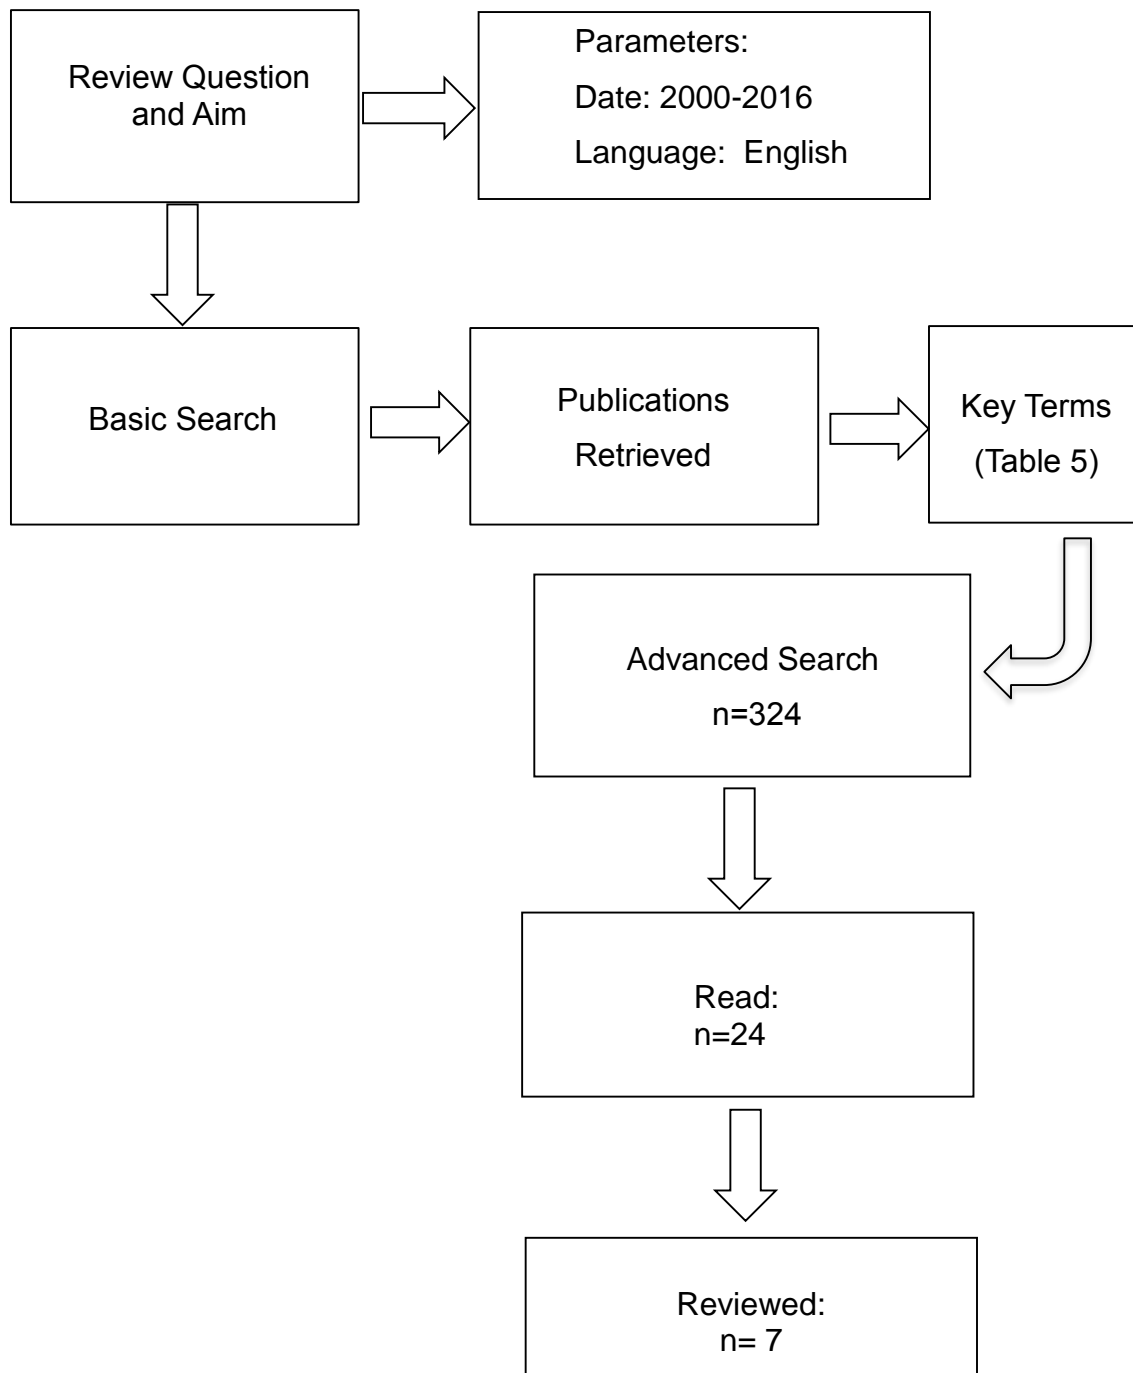 Review Question
and Aim
Parameters:
Date: 2000-2016
Language:  English
Basic Search
Publications
Retrieved
Key Terms
(Table 5)
Advanced Search
n=324
Read:
n=24
Reviewed:
n= 7